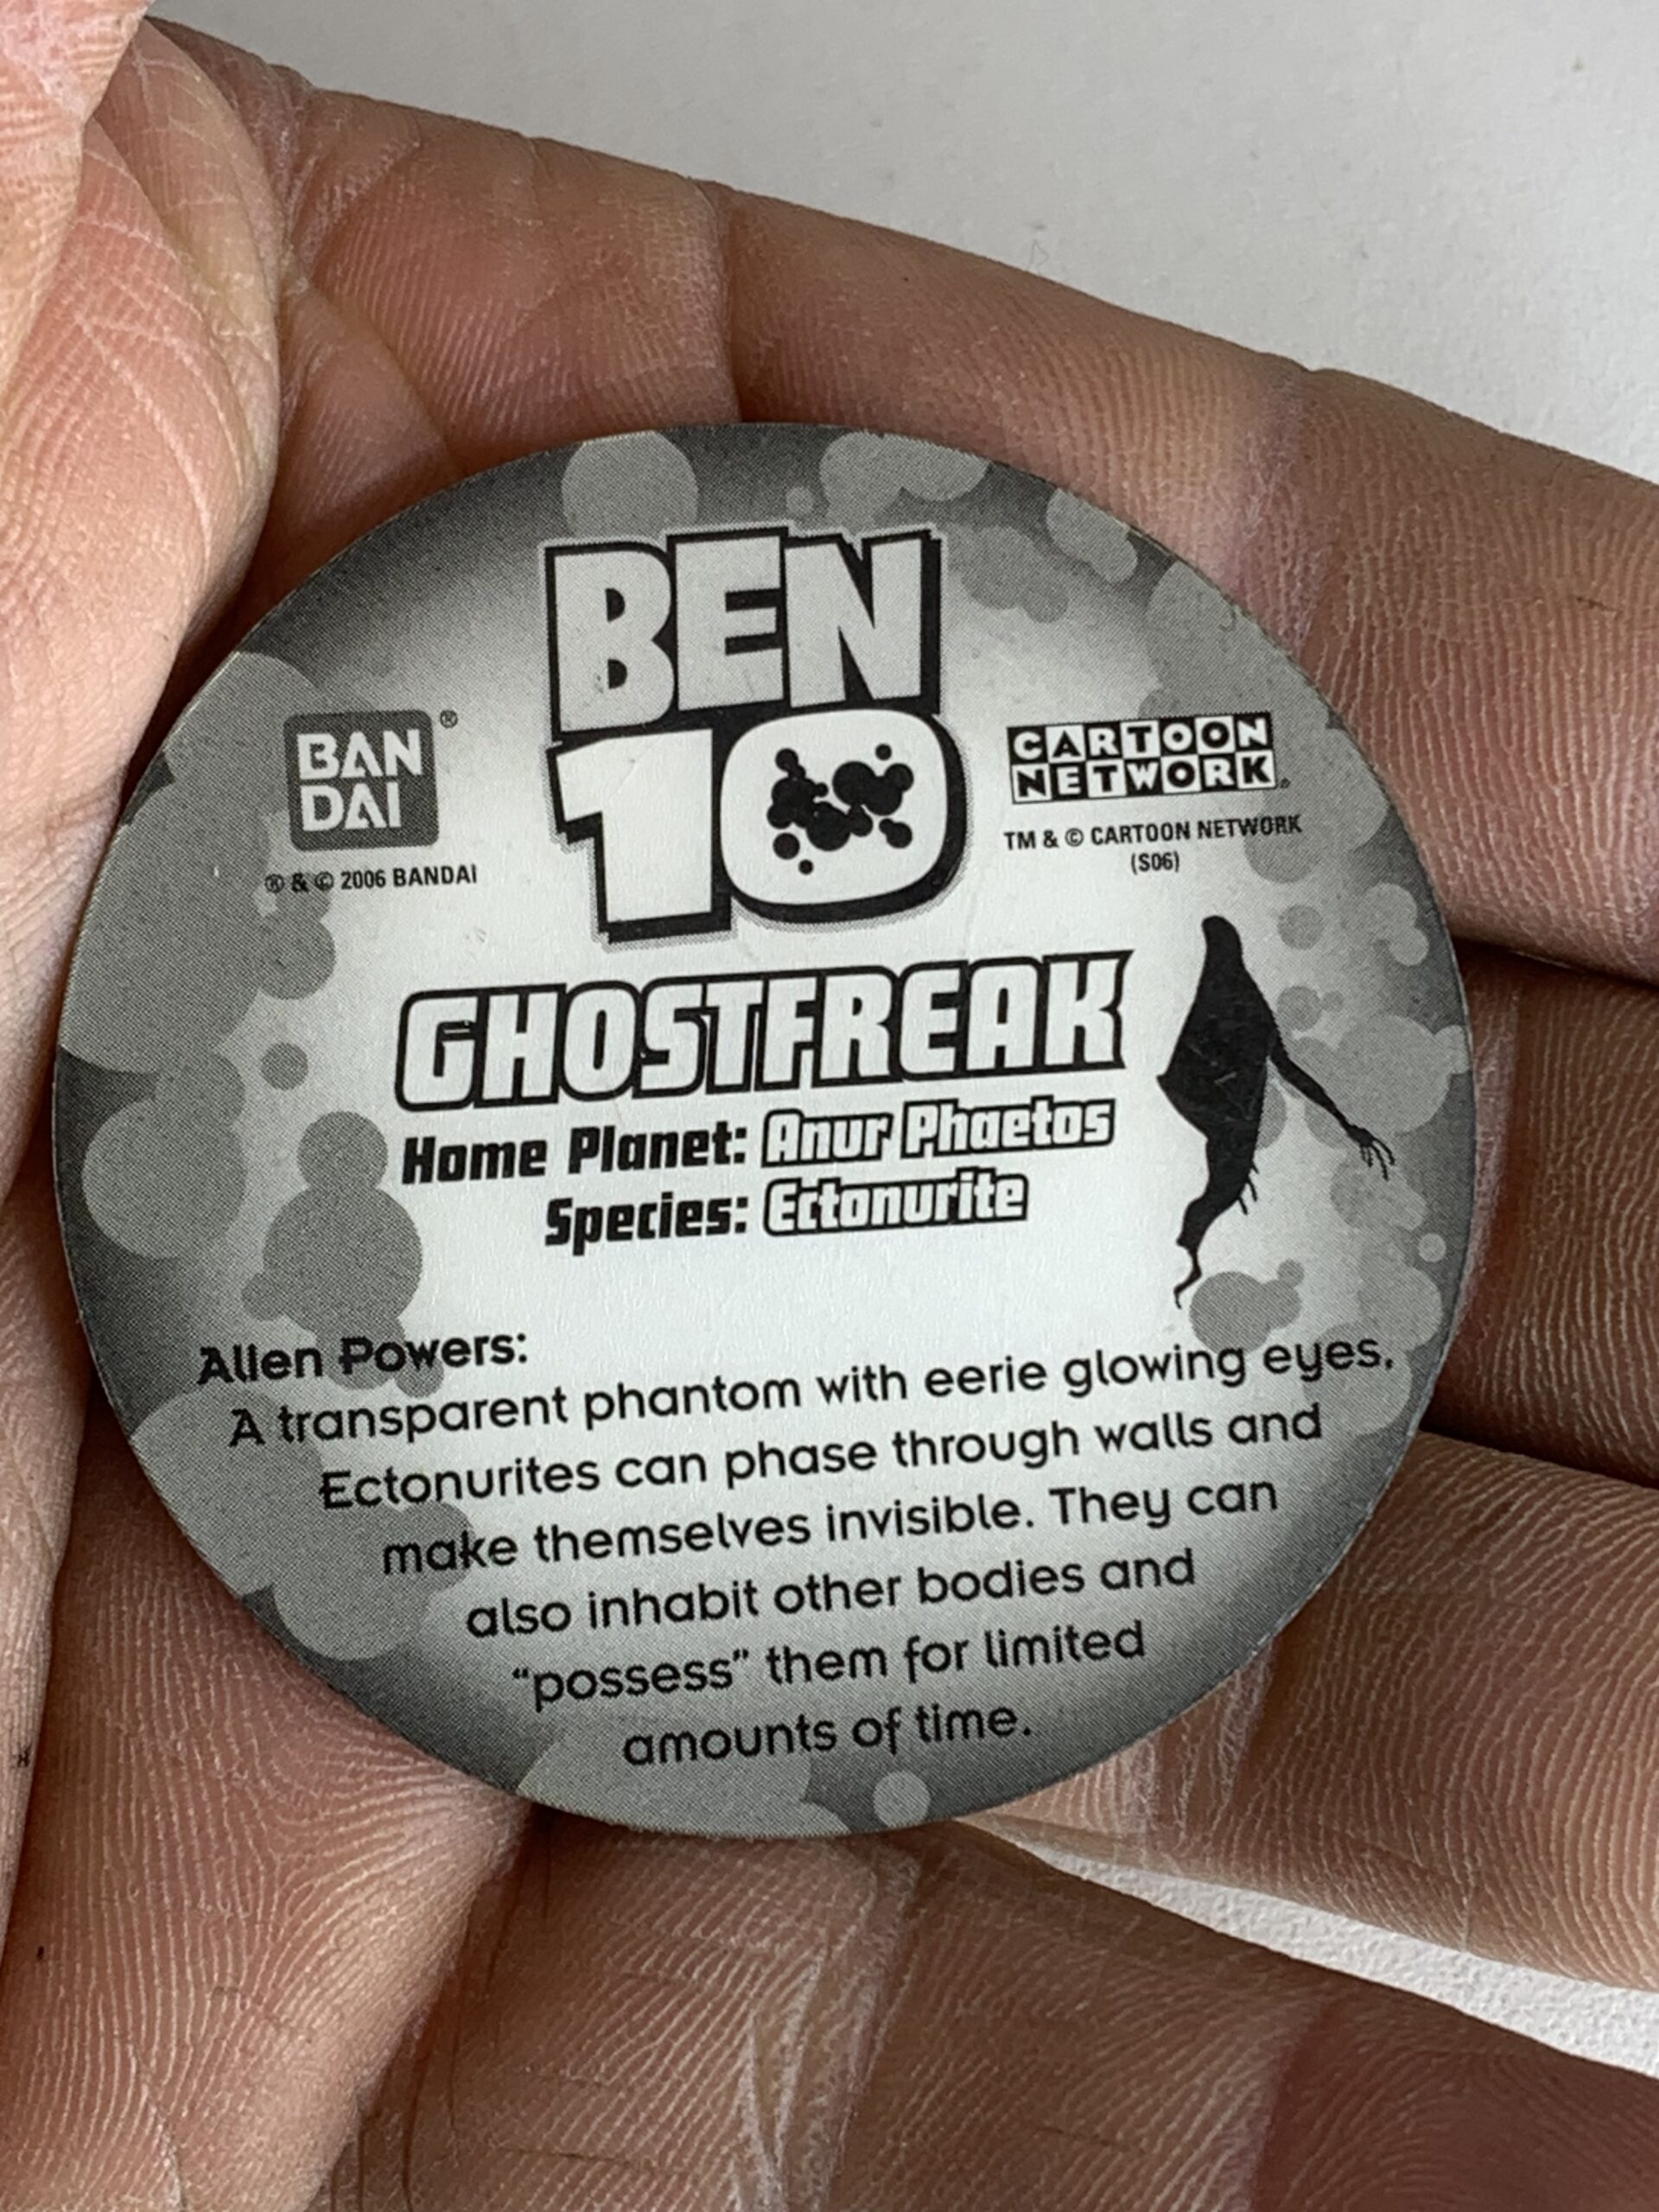 BEN
10
BAN
DAI
®
® & © 2006 BANDAI
CARTOON
NETWORK
TM & © CARTOON NETWORK
(S06)
GHOSTFREAK
Home Planet: Anur Phaetos
Species: Ectonurite
Alien Powers:
A transparent phantom with eerie glowing eyes,
Ectonurites can phase through walls and
make themselves invisible. They can
also inhabit other bodies and
“possess” them for limited
amounts of time.